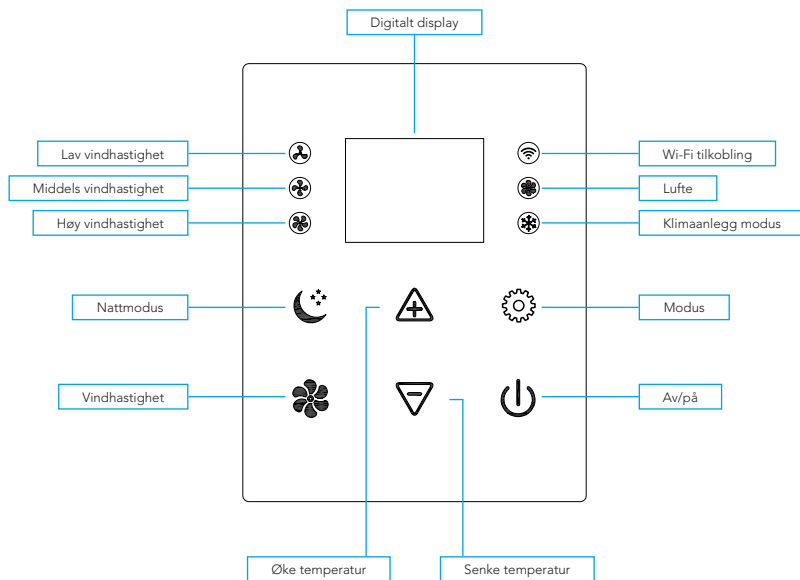 Digitalt display
Lav vindhastighet
Wi-Fi tilkobling
Middels vindhastighet
Lufte
Høy vindhastighet
Klimaanlegg modus
Nattmodus
Modus
Vindhastighet
Av/på
Øke temperatur
Senke temperatur